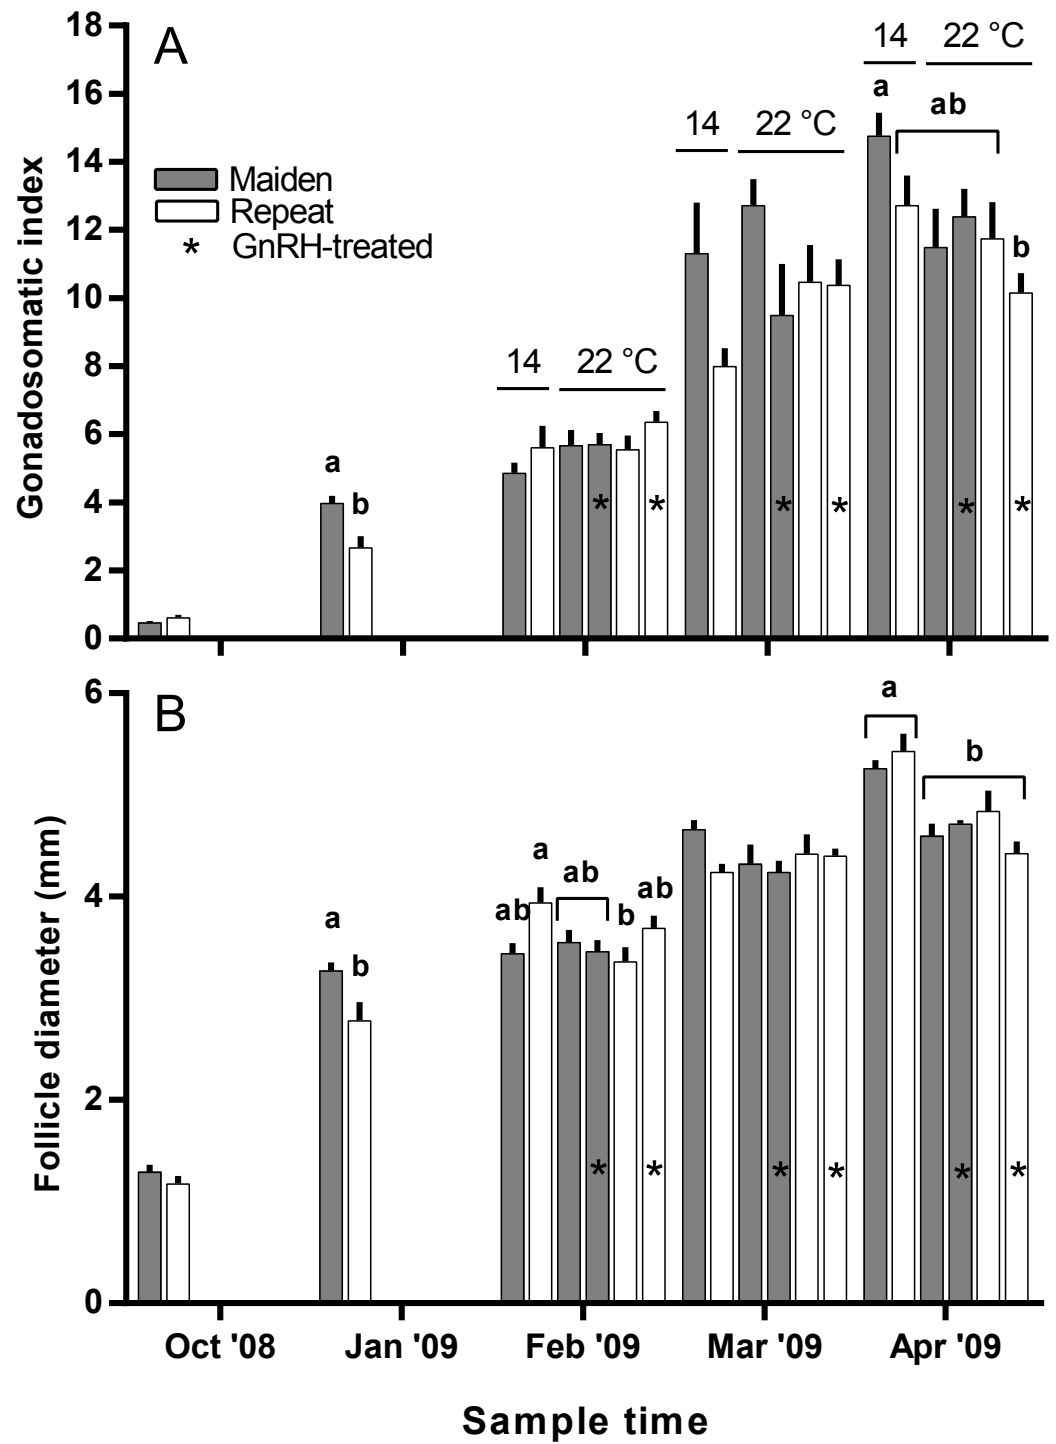 18
A
14
22 °C
a
16
ab
14
22 °C
14
Maiden
Repeat
* GnRH-treated
12
b
10
14
22 °C
8
6
a
b
4
* * * * * *
2
0
Gonadosomatic index
6
B
a
b
a
ab
ab
ab
b
4
a
b
2
* * * * * *
0
Follicle diameter (mm)
Oct '08 Jan '09 Feb '09 Mar '09 Apr '09
Sample time